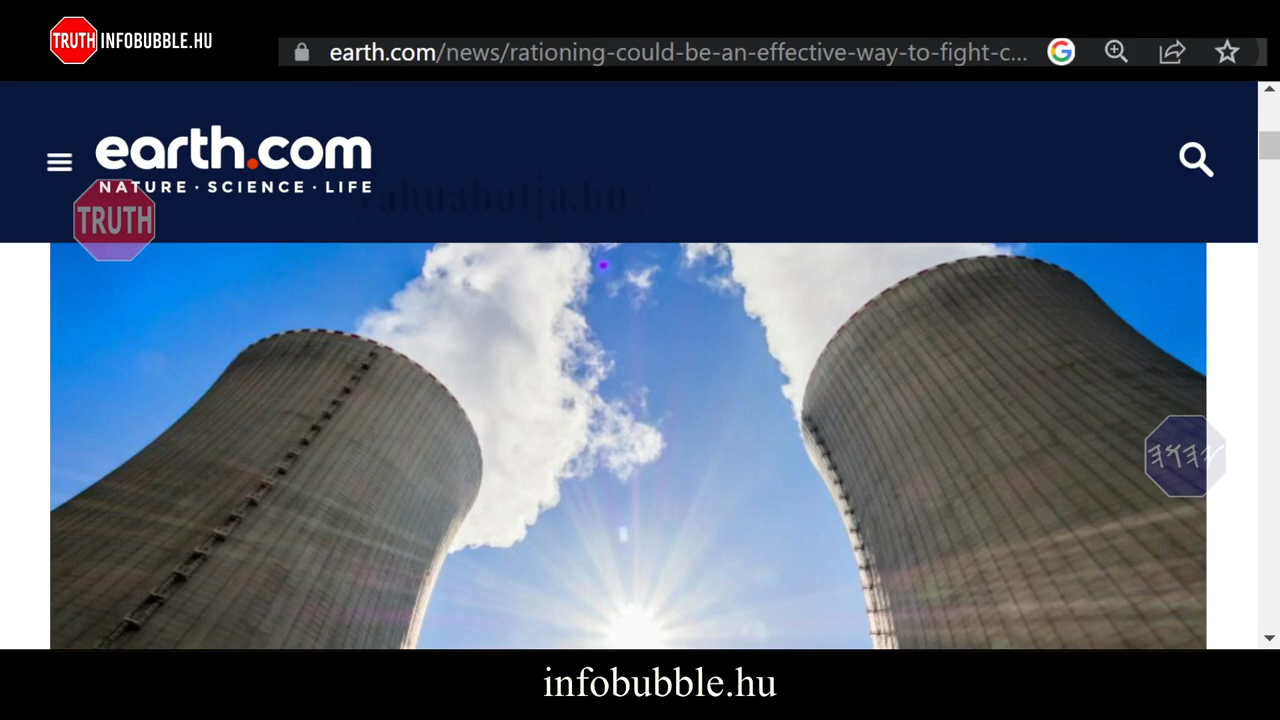 TRUTH INFOBUBBLE.HU
earth.com/news/rationing-could-be-an-effective-way-to-fight-c...
earth.com
NATURE · SCIENCE · LIFE
TRUTH
𐤉𐤄𐤅𐤄
infobubble.hu